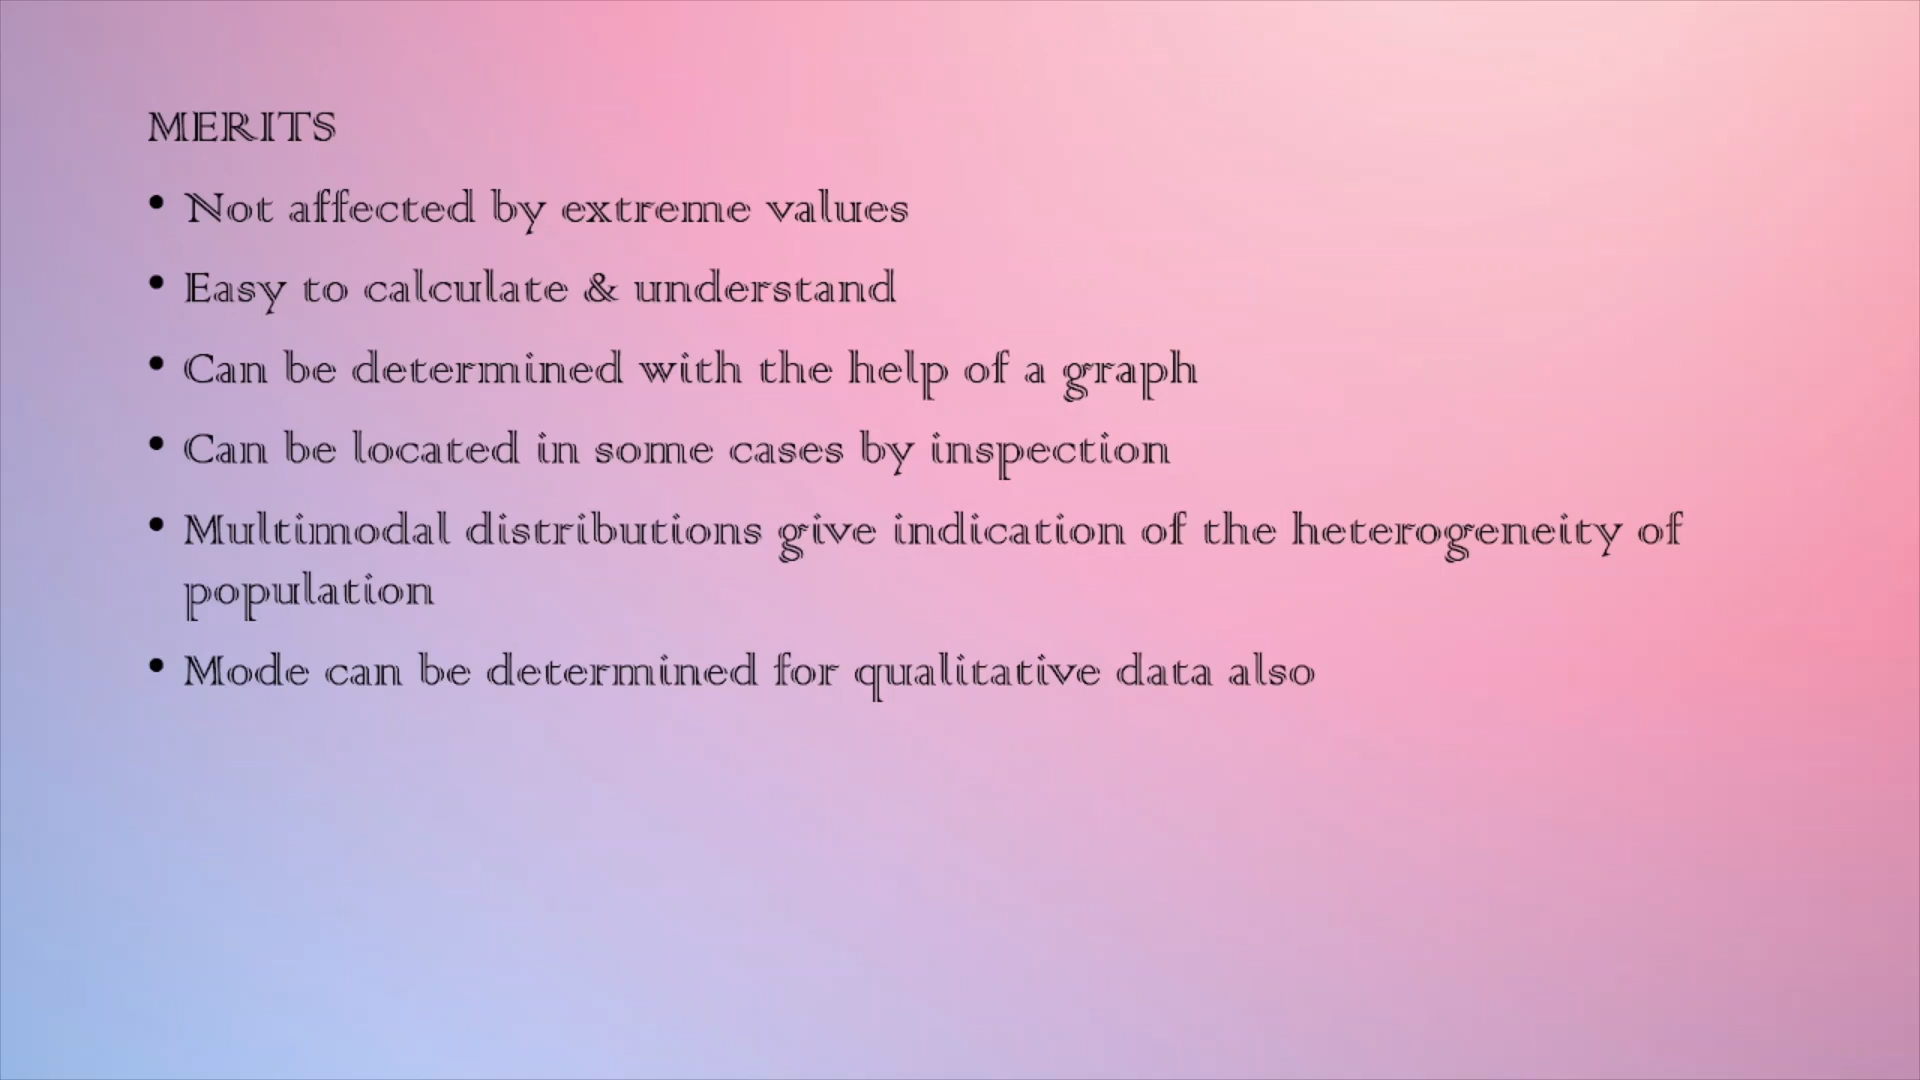 MERITS
• Not affected by extreme values
• Easy to calculate & understand
• Can be determined with the help of a graph
• Can be located in some cases by inspection
• Multimodal distributions give indication of the heterogeneity of
population
• Mode can be determined for qualitative data also